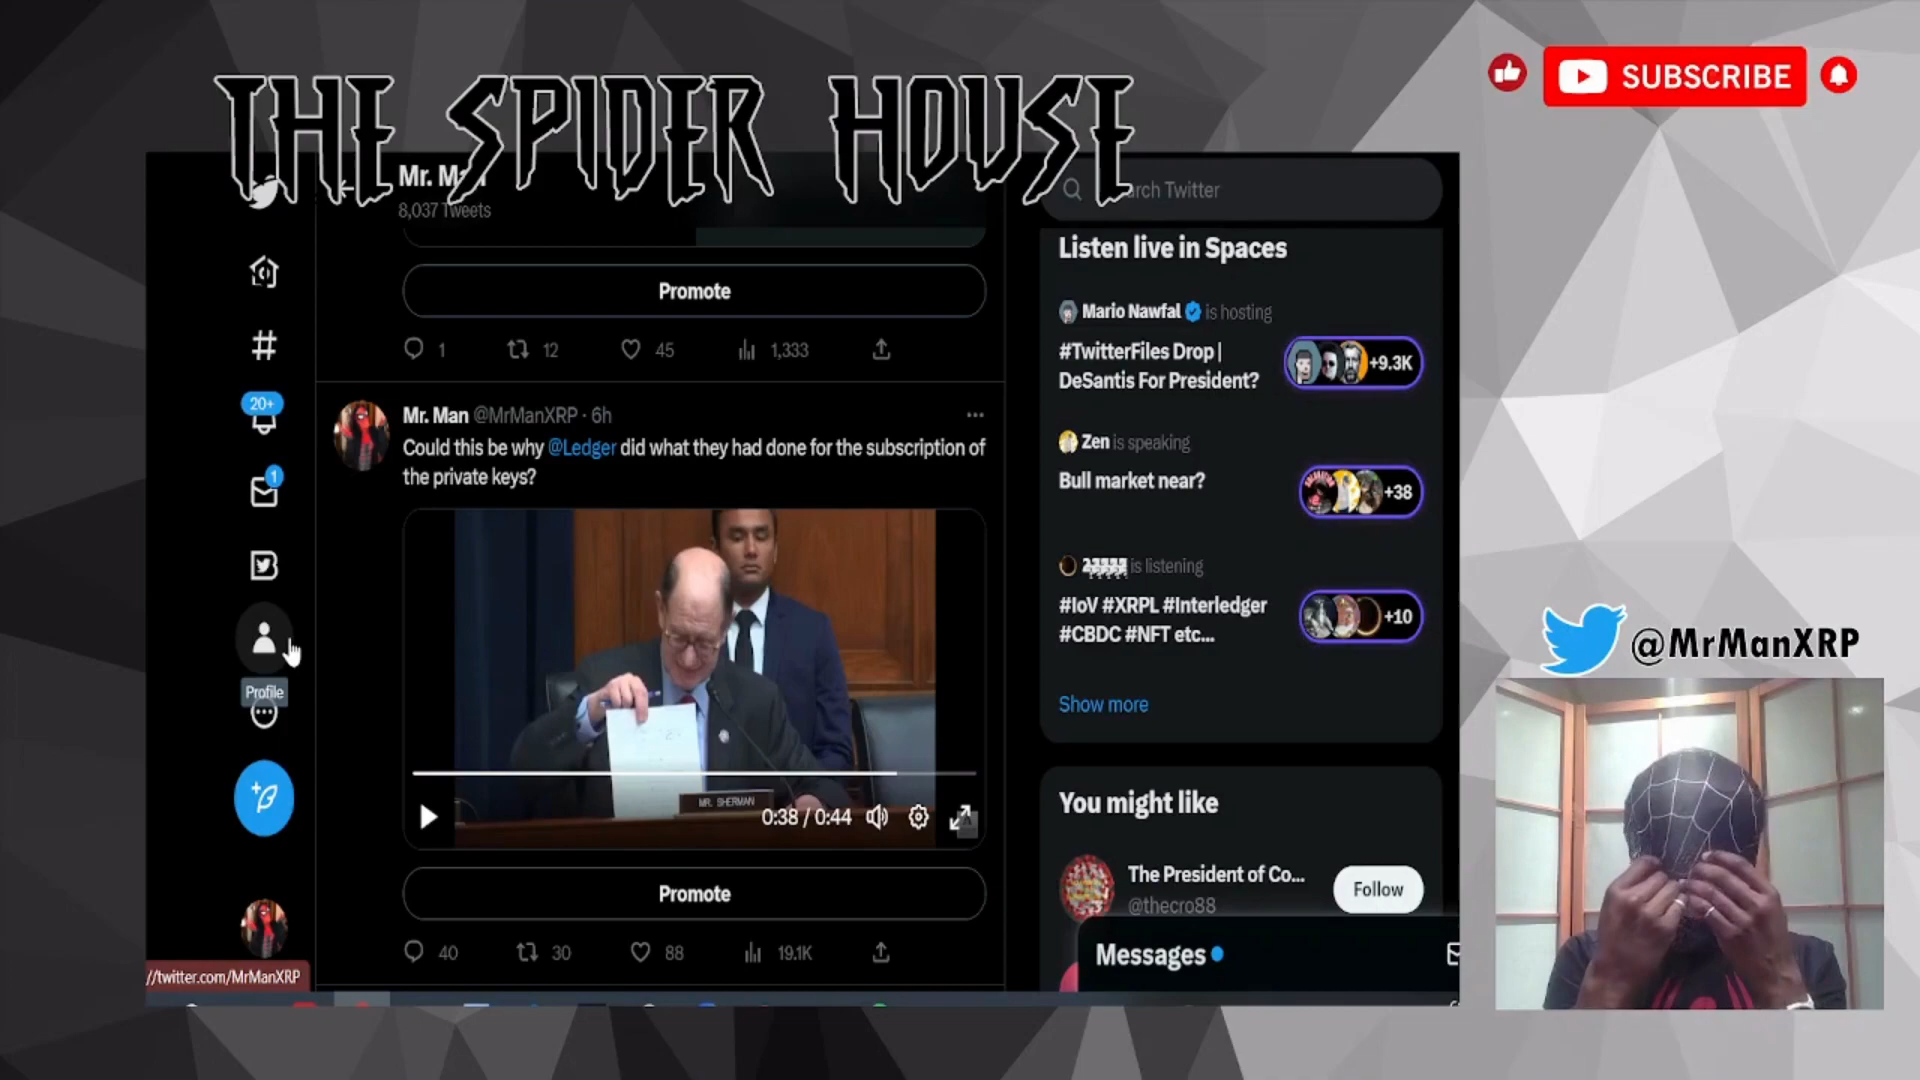 THE SPIDER HOUSE
SUBSCRIBE
Mr. Man
8,037 Tweets
Promote
1 12 45 1,333
Mr. Man @MrManXRP · 6h
Could this be why @Ledger did what they had done for the subscription of
the private keys?
MR. SHERMAN
0:38 / 0:44
Promote
40 30 88 19.1K
20+
1
Profile
//twitter.com/MrManXRP
Twitter
Listen live in Spaces
Mario Nawfal is hosting
#TwitterFiles Drop |
DeSantis For President?
+9.3K
Zen is speaking
Bull market near?
+38
is listening
#IoV #XRPL #Interledger
#CBDC #NFT etc...
+10
Show more
You might like
The President of Co...
@thecro88
Follow
Messages
@MrManXRP